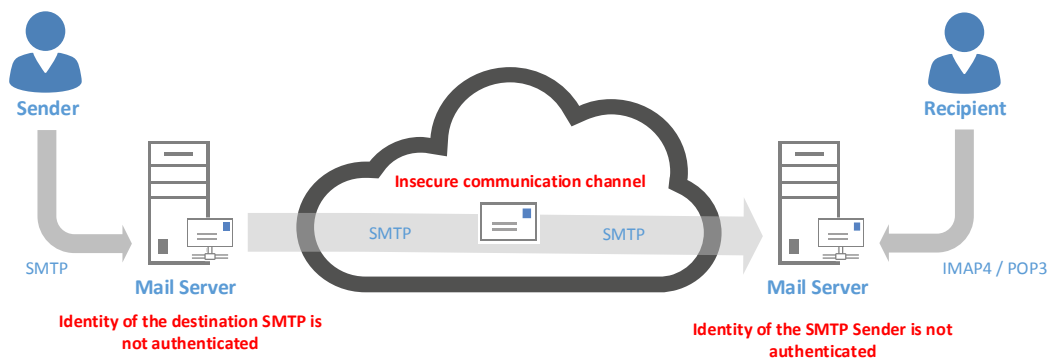 Sender
Recipient
Insecure communication channel
SMTP
SMTP
SMTP
IMAP4 / POP3
Mail Server
Mail Server
Identity of the destination SMTP is
not authenticated
Identity of the SMTP Sender is not
authenticated